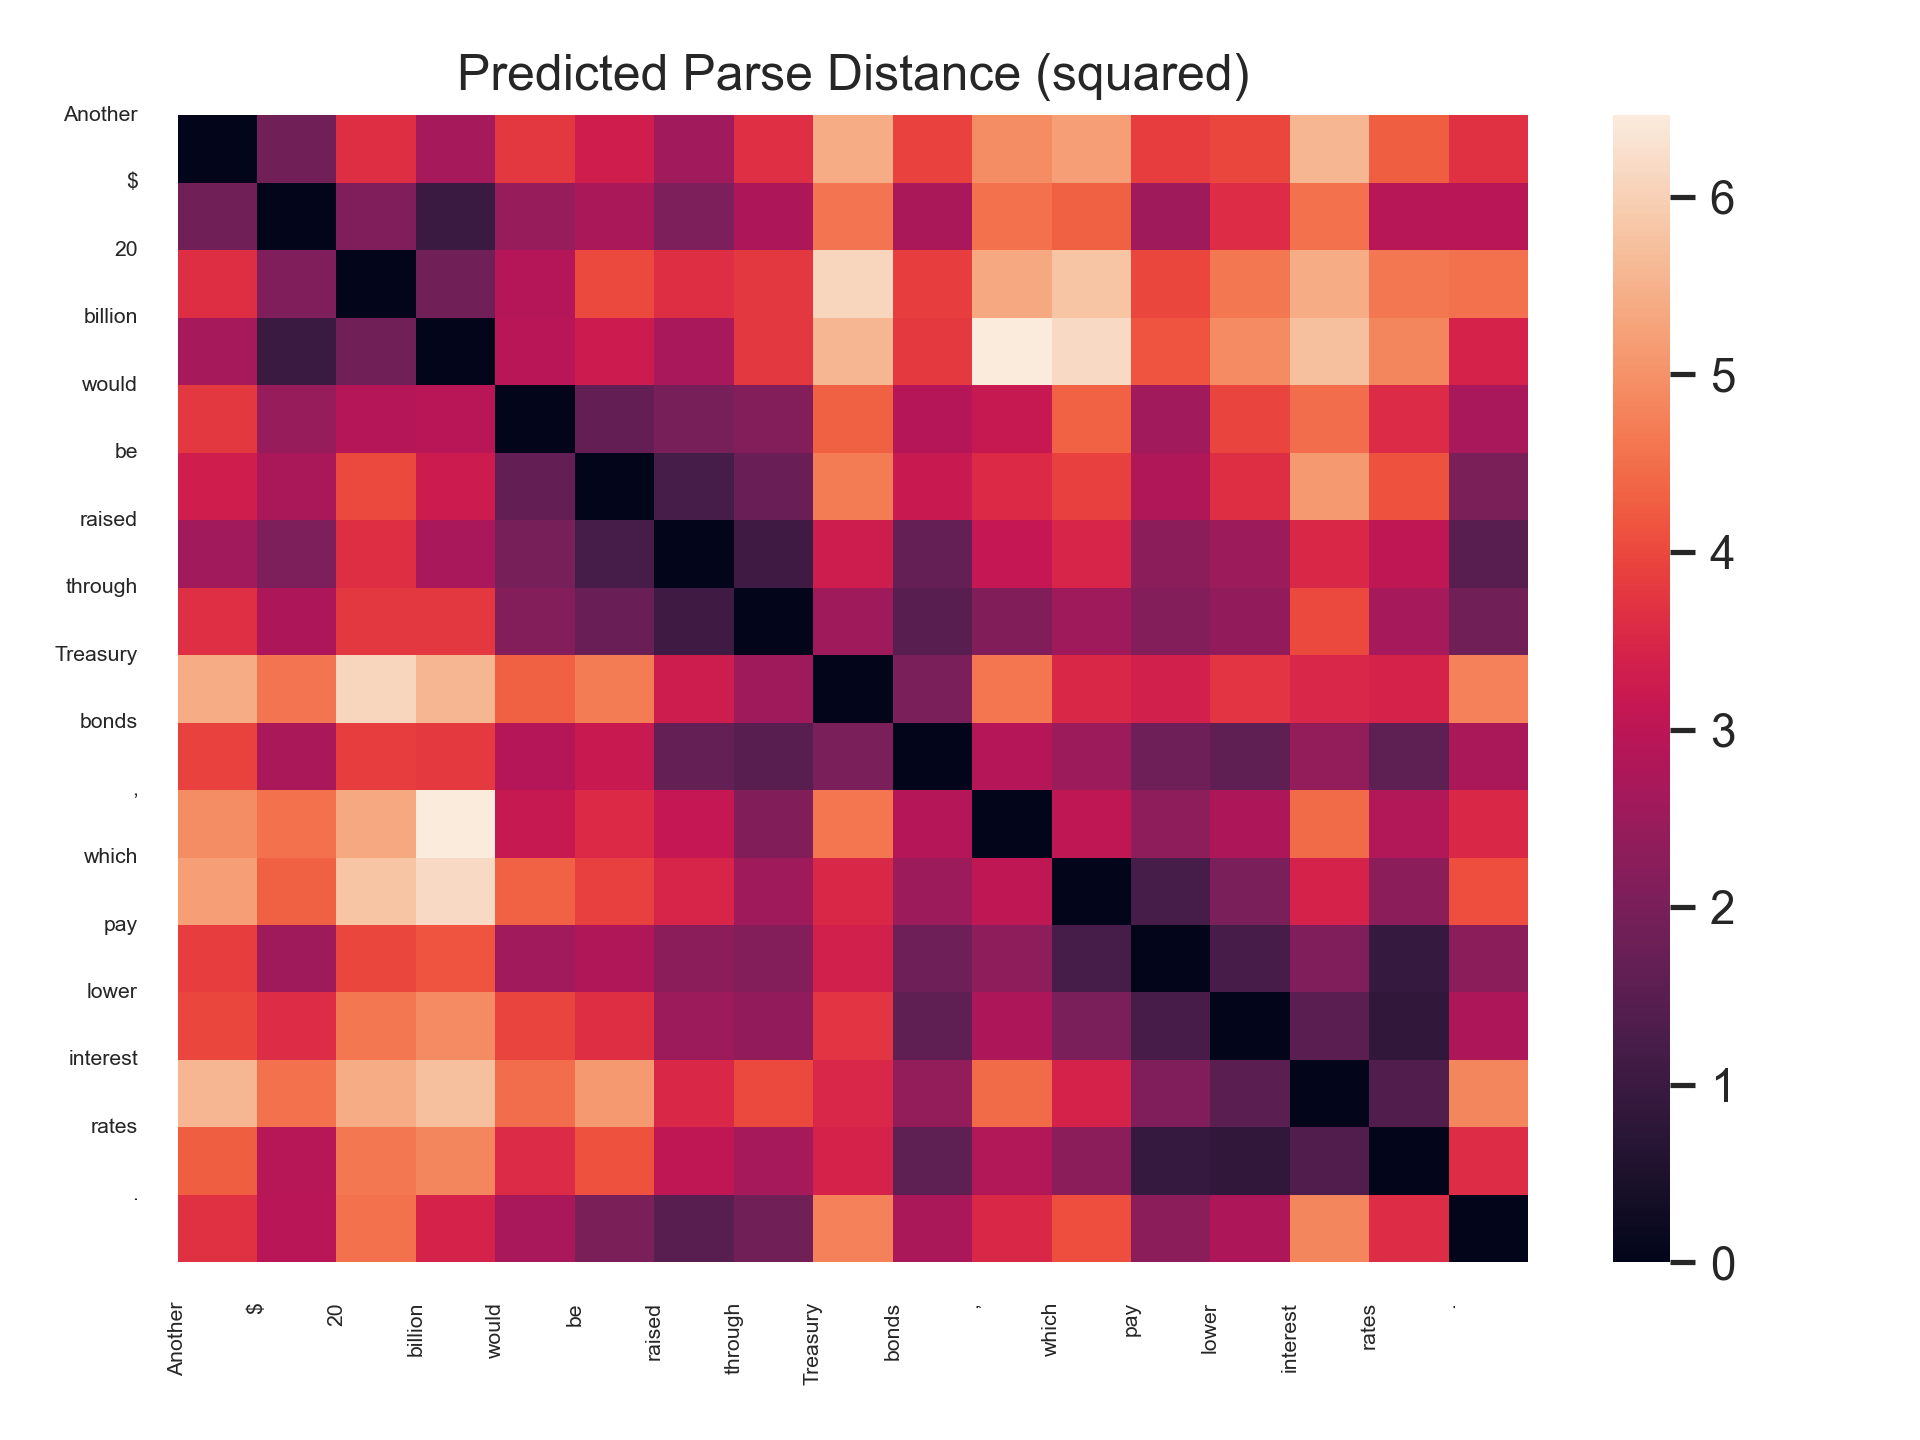 Predicted Parse Distance (squared)
Another
$
20
billion
would
be
raised
through
Treasury
bonds
,
which
pay
lower
interest
rates
.
6
5
4
3
2
1
0
Another
$
20
billion
would
be
raised
through
Treasury
bonds
,
which
pay
lower
interest
rates
.